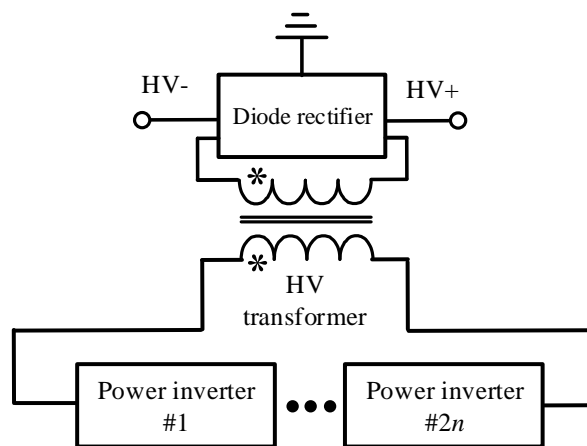 HV-
HV+
Diode rectifier
*
*
HV
transformer
Power inverter
#1
Power inverter
#2n